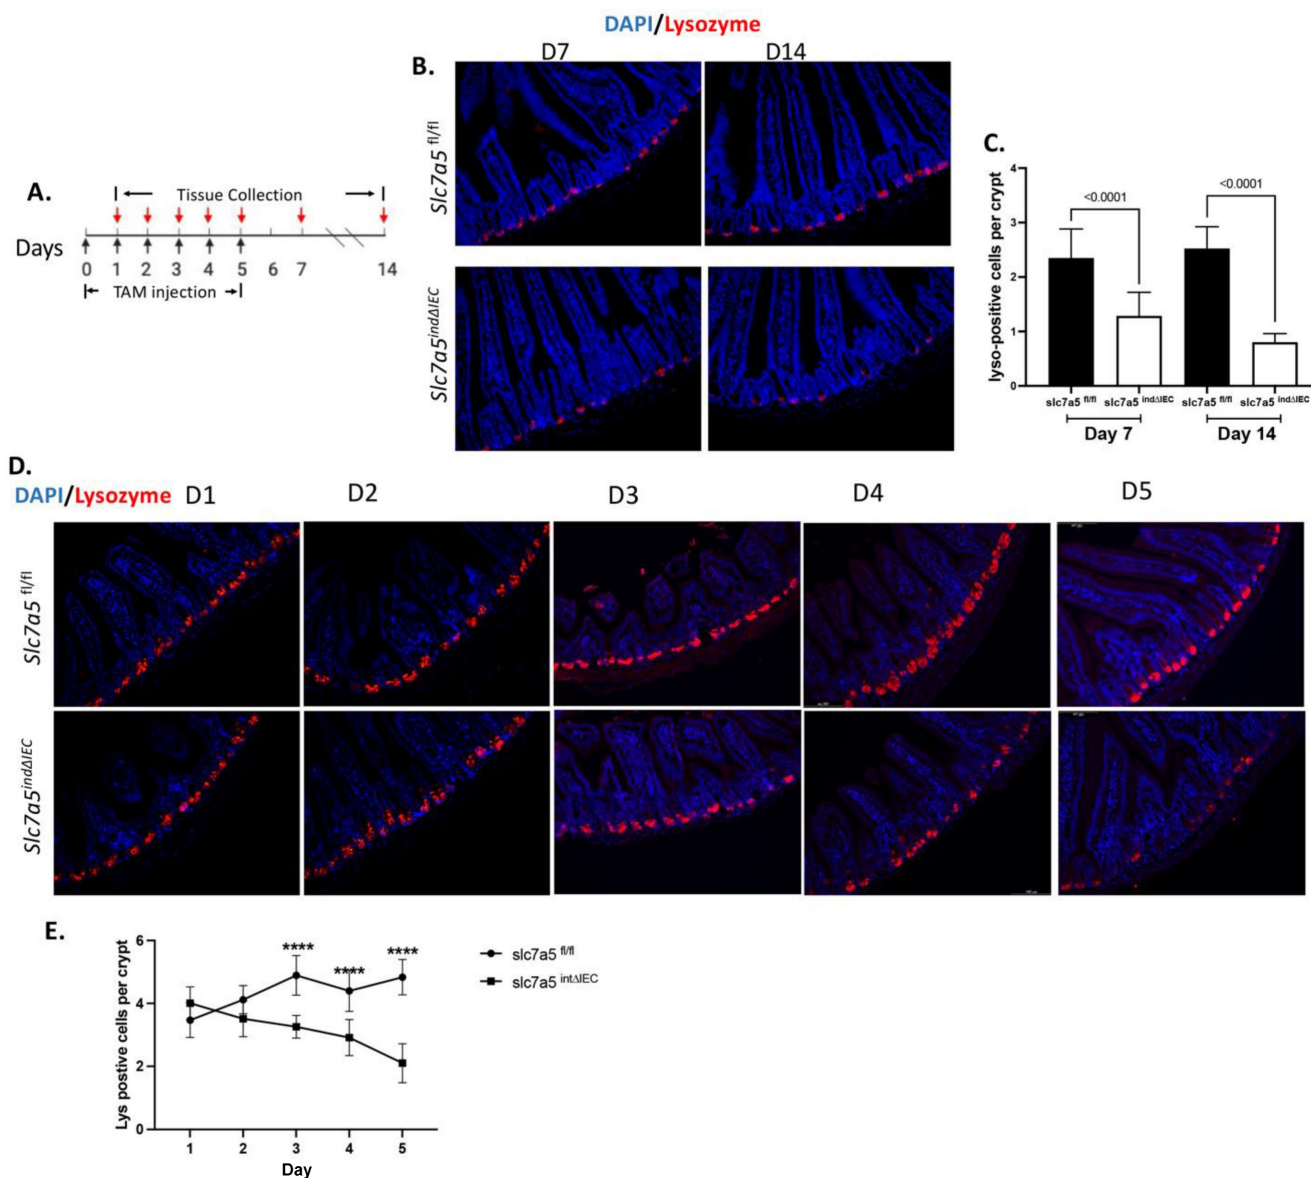 DAPI/Lysozyme
B.
D7
D14
Slc7a5 fl/fl
Slc7a5indΔIEC
A.
Tissue Collection
Days
0 1 2 3 4 5 6 7 14
TAM injection
C.
lyso-positive cells per crypt
4
3
2
1
0
<0.0001
<0.0001
slc7a5 fl/fl
slc7a5 indΔIEC
slc7a5 fl/fl
slc7a5 indΔIEC
Day 7
Day 14
D.
DAPI/Lysozyme D1 D2 D3 D4 D5
Slc7a5 fl/fl
Slc7a5indΔIEC
E.
Lys postive cells per crypt
6
4
2
0
**** **** ****
1 2 3 4 5
Day
slc7a5 fl/fl
slc7a5 intΔIEC